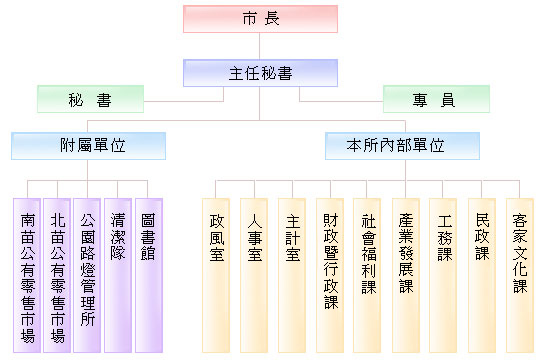 市長
主任秘書
秘書
專員
附屬單位
本所內部單位
南苗公有零售市場
北苗公有零售市場
公園路燈管理所
清潔隊
圖書館
政風室
人事室
主計室
財政暨行政課
社會福利課
產業發展課
工務課
民政課
客家文化課